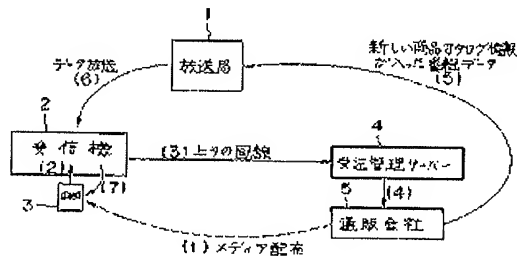 1
新しい商品カタログ情報
が入った番組データ
(5)
データ放送
(6)
放送局
2
受信機
(2)
(7)
3
(3)上りの回線
4
受注管理サーバー
(4)
5
通販会社
(1)メディア配布